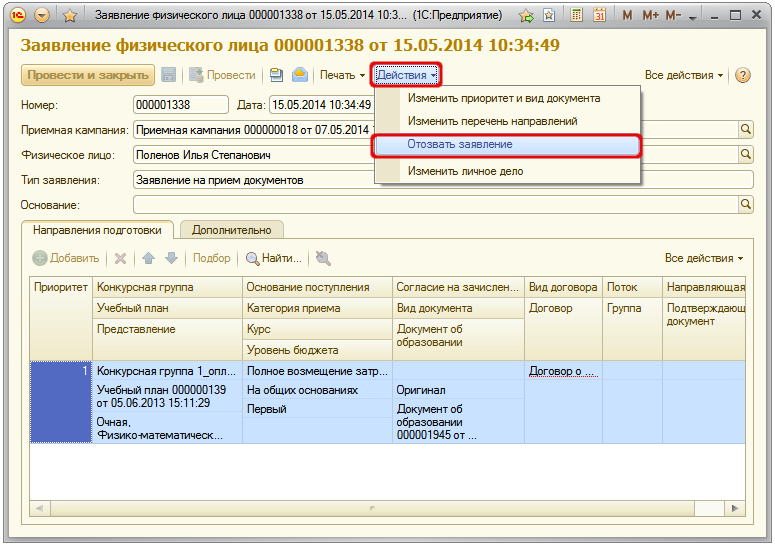 Заявление физического лица 000001338 от 15.05.2014 10:3... (1С:Предприятие)
31 M M+ M-
Заявление физического лица 000001338 от 15.05.2014 10:34:49
Провести и закрыть Провести Печать Действия Все действия ?
Номер: 000001338 Дата: 15.05.2014 10:34:49
Изменить приоритет и вид документа
Приемная кампания: Приемная кампания 000000018 от 07.05.2014
Изменить перечень направлений
Физическое лицо: Поленов Илья Степанович
Отозвать заявление
Тип заявления: Заявление на прием документов
Изменить личное дело
Основание:
Направления подготовки Дополнительно
Добавить Подбор Найти... Все действия
Приоритет Конкурсная группа Основание поступления Согласие на зачислен... Вид договора Поток Направляющая
Учебный план Категория приема Вид документа Договор Группа Подтверждающ
документ
Представление Курс Документ об
образовании
Уровень бюджета
1 Конкурсная группа 1_опл... Полное возмещение затр... Договор о ...
Учебный план 000000139 На общих основаниях Оригинал
от 05.06.2013 15:11:29
Первый Документ об
Очная, образовании
Физико-математическ... 000001945 от ...